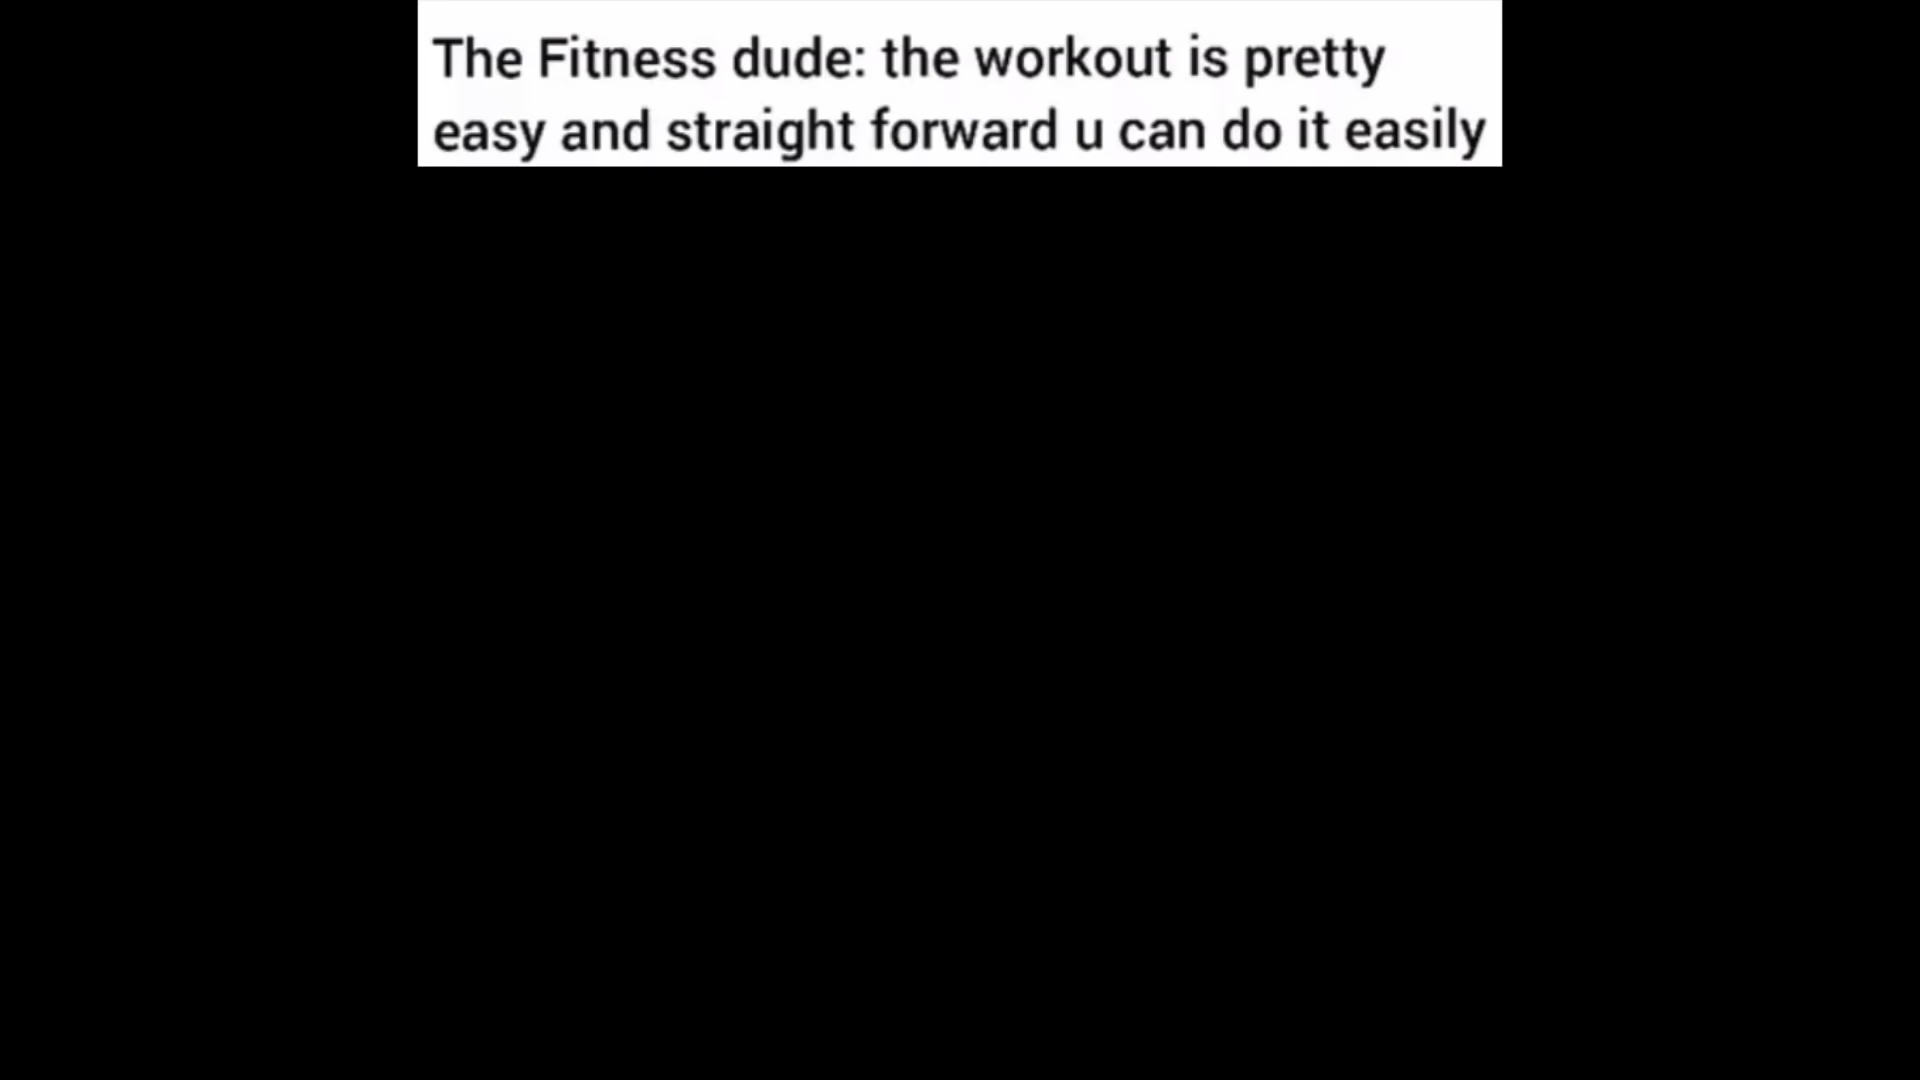 The Fitness dude: the workout is pretty
easy and straight forward u can do it easily